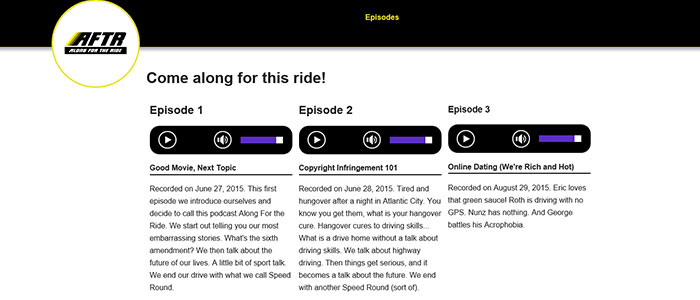 Episodes
AFTR
ALONG FOR THE RIDE
Come along for this ride!
Episode 1
Good Movie, Next Topic
Recorded on June 27, 2015. This first
episode we introduce ourselves and
decide to call this podcast Along For the
Ride. We start out telling you our most
embarrassing stories. What's the sixth
amendment? We then talk about the
future of our lives. A little bit of sport talk.
We end our drive with what we call Speed
Round.
Episode 2
Copyright Infringement 101
Recorded on June 28, 2015. Tired and
hungover after a night in Atlantic City. You
know you get them, what is your hangover
cure. Hangover cures to driving skills...
What is a drive home without a talk about
driving skills. We talk about highway
driving. Then things get serious, and it
becomes a talk about the future. We end
with another Speed Round (sort of).
Episode 3
Online Dating (We're Rich and Hot)
Recorded on August 29, 2015. Eric loves
that green sauce! Roth is driving with no
GPS. Nunz has nothing. And George
battles his Acrophobia.